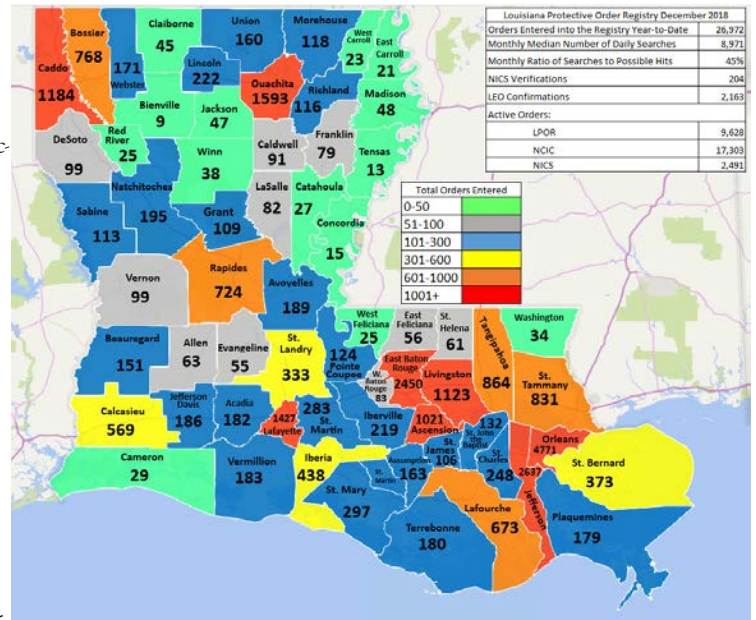 Louisiana Protective Order Registry December 2018
Orders Entered into the Registry Year-to-Date 26,972
Monthly Median Number of Daily Searches 8,971
Monthly Ratio of Searches to Possible Hits 45%
NICS Verifications 204
LEO Confirmations 2,163
Active Orders:
LPOR 9,628
NCIC 17,303
NICS 2,491
Total Orders Entered
0-50
51-100
101-300
301-600
601-1000
1001+
Caddo
1184
Bossier
768
Webster
171
Claiborne
45
Union
160
Morehouse
118
West
Carroll
23
East
Carroll
21
Lincoln
222
Ouachita
1593
Richland
116
Madison
48
Bienville
9
Jackson
47
DeSoto
99
Red
River
25
Winn
38
Caldwell
91
Franklin
79
Tensas
13
Natchitoches
195
Sabine
113
Grant
109
LaSalle
82
Catahoula
27
Concordia
15
Vernon
99
Rapides
724
Avoyelles
189
Beauregard
151
Allen
63
Evangeline
55
St.
Landry
333
124
Pointe
Coupee
West
Feliciana
25
East
Feliciana
56
St.
Helena
61
Tangipahoa
864
Washington
34
St.
Tammany
831
W.
Baton
Rouge
83
East Baton
Rouge
2450
Livingston
1123
Calcasieu
569
Jefferson
Davis
186
Acadia
182
1427
Lafayette
283
St.
Martin
Iberville
219
1021
Ascension
132
St. John
the
Baptist
St.
James
106
Assumption
163
St.
Charles
248
Orleans
4771
2637
Jefferson
St. Bernard
373
Cameron
29
Vermillion
183
Iberia
438
St.
Martin
St. Mary
297
Terrebonne
180
Lafourche
673
Plaquemines
179